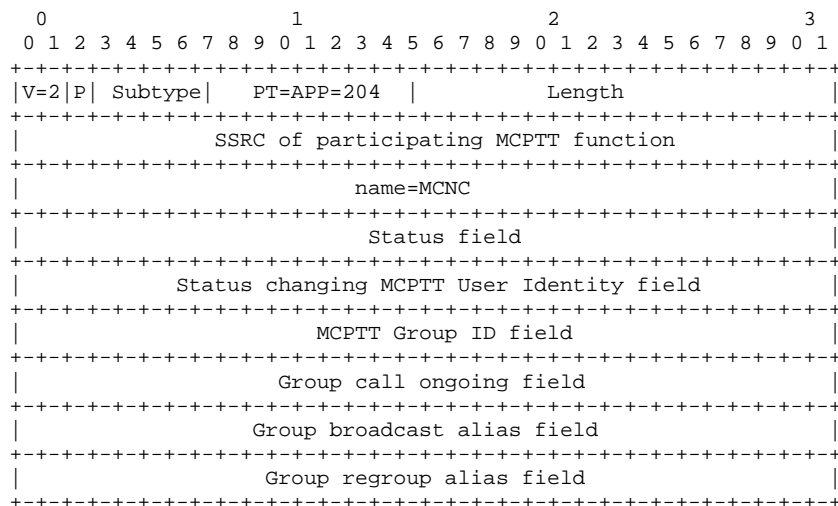 0                   1                   2                   3
0 1 2 3 4 5 6 7 8 9 0 1 2 3 4 5 6 7 8 9 0 1 2 3 4 5 6 7 8 9 0 1
+-+-+-+-+-+-+-+-+-+-+-+-+-+-+-+-+-+-+-+-+-+-+-+-+-+-+-+-+-+-+-+-+
|V=2|P| Subtype|   PT=APP=204  |          Length               |
+-+-+-+-+-+-+-+-+-+-+-+-+-+-+-+-+-+-+-+-+-+-+-+-+-+-+-+-+-+-+-+-+
|               SSRC of participating MCPTT function            |
+-+-+-+-+-+-+-+-+-+-+-+-+-+-+-+-+-+-+-+-+-+-+-+-+-+-+-+-+-+-+-+-+
|                          name=MCNC                            |
+-+-+-+-+-+-+-+-+-+-+-+-+-+-+-+-+-+-+-+-+-+-+-+-+-+-+-+-+-+-+-+-+
|                           Status field                        |
+-+-+-+-+-+-+-+-+-+-+-+-+-+-+-+-+-+-+-+-+-+-+-+-+-+-+-+-+-+-+-+-+
|            Status changing MCPTT User Identity field          |
+-+-+-+-+-+-+-+-+-+-+-+-+-+-+-+-+-+-+-+-+-+-+-+-+-+-+-+-+-+-+-+-+
|                       MCPTT Group ID field                    |
+-+-+-+-+-+-+-+-+-+-+-+-+-+-+-+-+-+-+-+-+-+-+-+-+-+-+-+-+-+-+-+-+
|                    Group call ongoing field                   |
+-+-+-+-+-+-+-+-+-+-+-+-+-+-+-+-+-+-+-+-+-+-+-+-+-+-+-+-+-+-+-+-+
|                  Group broadcast alias field                  |
+-+-+-+-+-+-+-+-+-+-+-+-+-+-+-+-+-+-+-+-+-+-+-+-+-+-+-+-+-+-+-+-+
|                   Group regroup alias field                   |
+-+-+-+-+-+-+-+-+-+-+-+-+-+-+-+-+-+-+-+-+-+-+-+-+-+-+-+-+-+-+-+-+